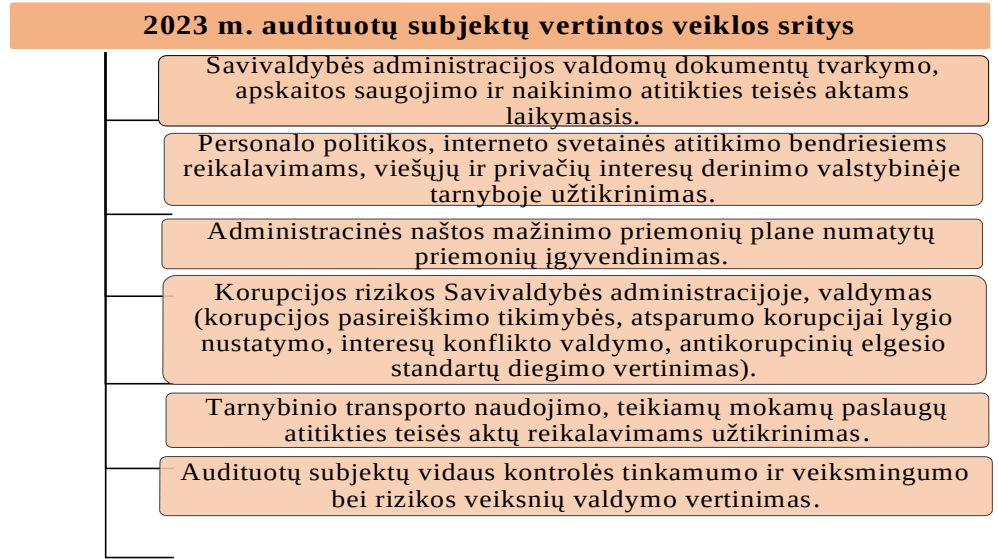 2023 m. audituotų subjektų vertintos veiklos sritys
Savivaldybės administracijos valdomų dokumentų tvarkymo,
apskaitos saugojimo ir naikinimo atitikties teisės aktams
laikymasis.
Personalo politikos, interneto svetainės atitikimo bendriesiems
reikalavimams, viešųjų ir privačių interesų derinimo valstybinėje
tarnyboje užtikrinimas.
Administracinės naštos mažinimo priemonių plane numatytų
priemonių įgyvendinimas.
Korupcijos rizikos Savivaldybės administracijoje, valdymas
(korupcijos pasireiškimo tikimybės, atsparumo korupcijai lygio
nustatymo, interesų konflikto valdymo, antikorupcinių elgesio
standartų diegimo vertinimas).
Tarnybinio transporto naudojimo, teikiamų mokamų paslaugų
atitikties teisės aktų reikalavimams užtikrinimas.
Audituotų subjektų vidaus kontrolės tinkamumo ir veiksmingumo
bei rizikos veiksnių valdymo vertinimas.